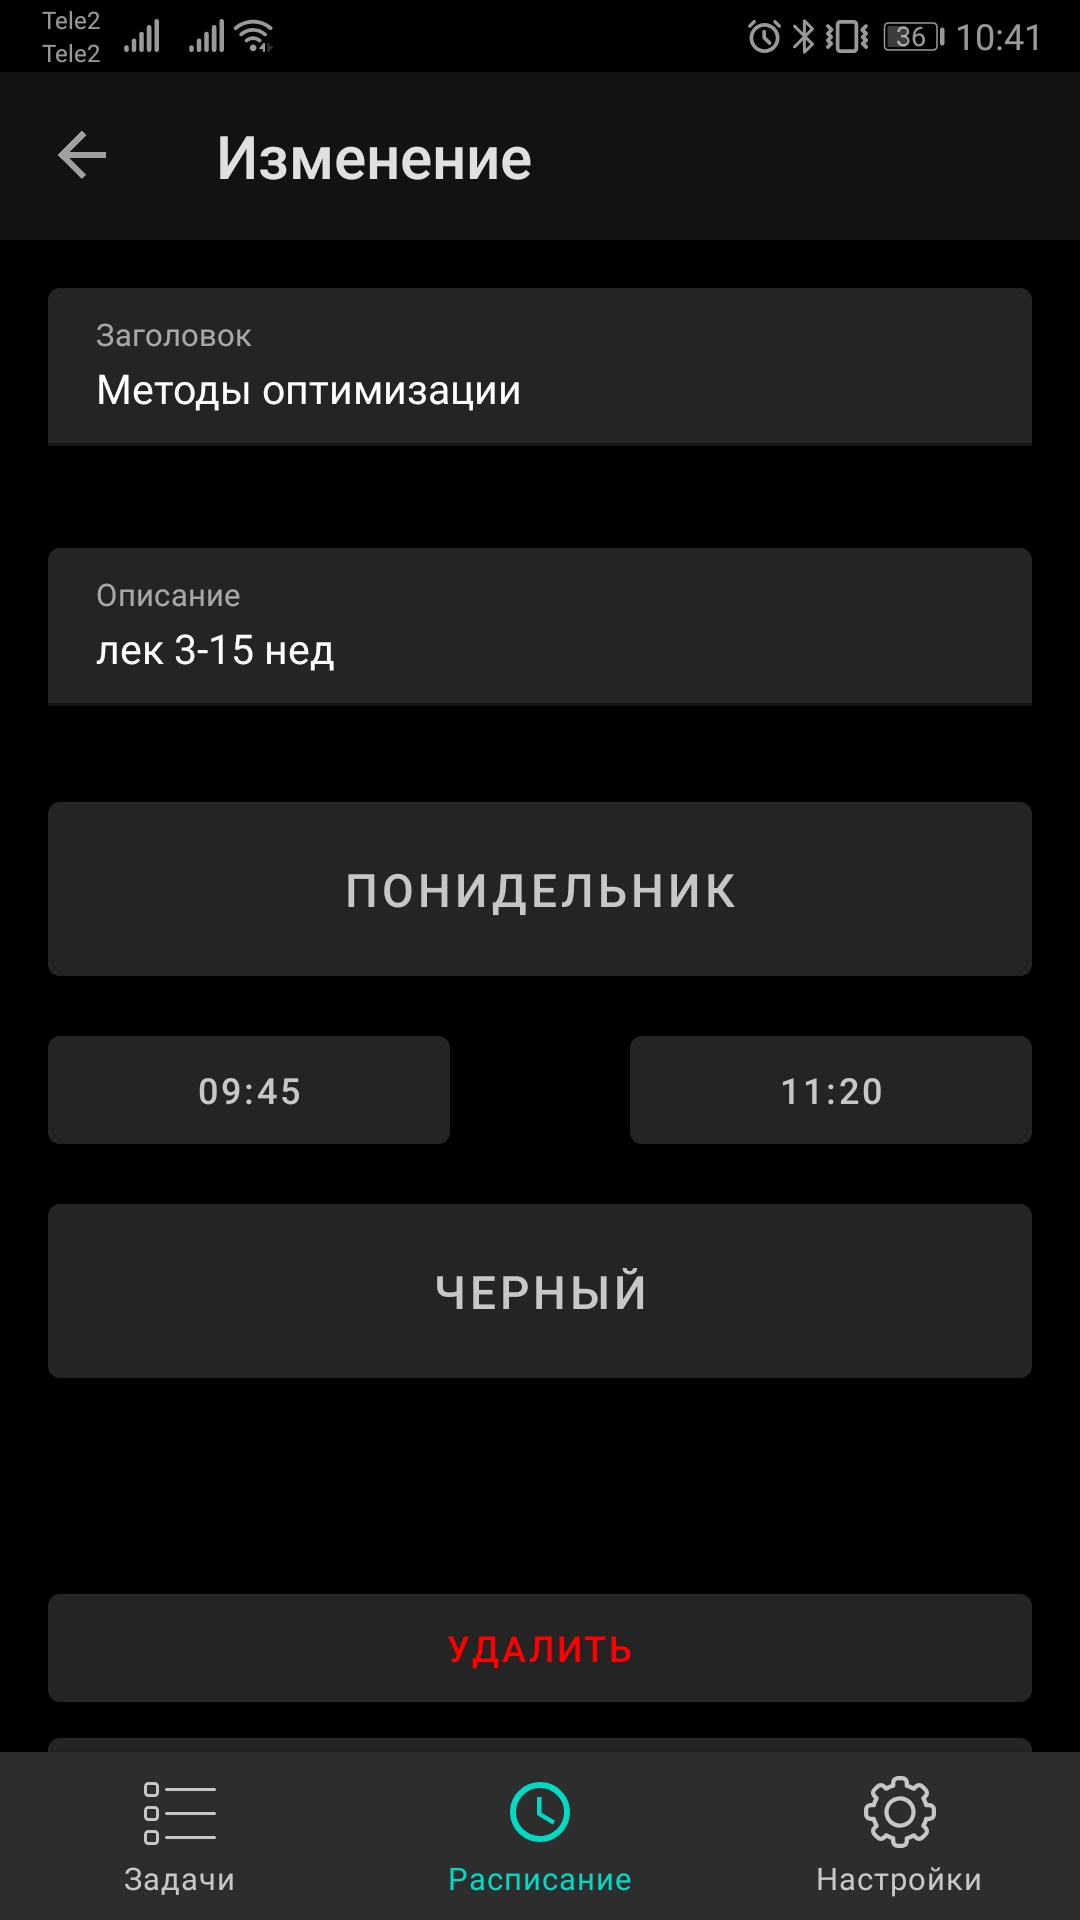 Tele2
Tele2
36 10:41
Изменение
Заголовок
Методы оптимизации
Описание
лек 3-15 нед
ПОНИДЕЛЬНИК
09:45 11:20
ЧЕРНЫЙ
УДАЛИТЬ
Задачи Расписание Настройки